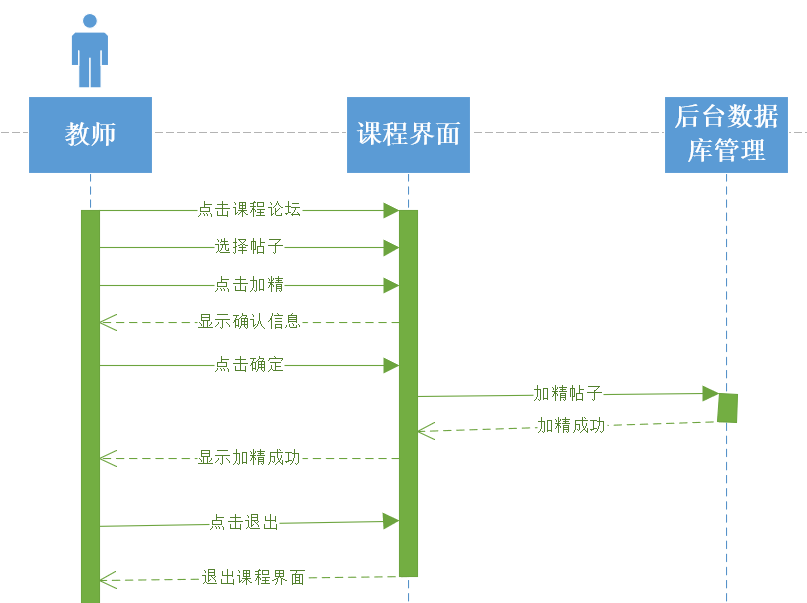 教师
课程界面
后台数据
库管理
点击课程论坛
选择帖子
点击加精
显示确认信息
点击确定
加精帖子
加精成功
显示加精成功
点击退出
退出课程界面